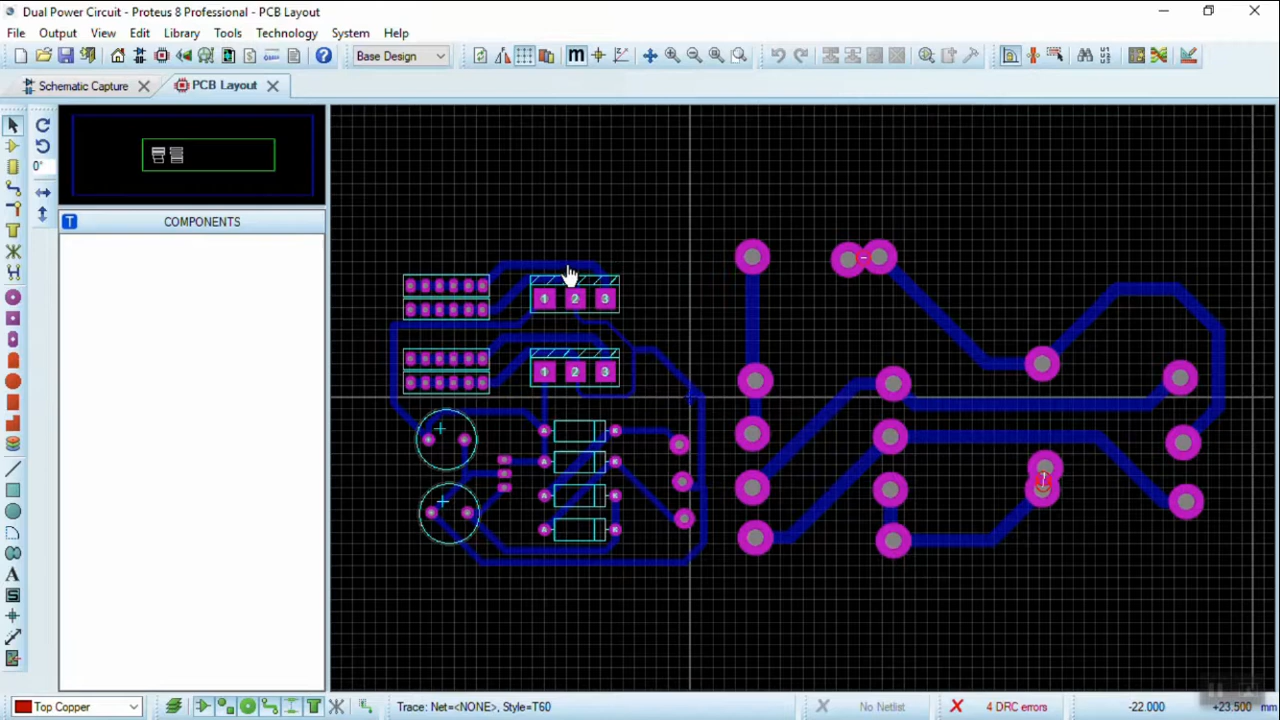 Dual Power Circuit - Proteus 8 Professional - PCB Layout
File Output View Edit Library Tools Technology System Help
Base Design
m
Schematic Capture
PCB Layout
0°
T COMPONENTS
1 2 3
1 2 3
+
+
A
Top Copper
Trace: Net=<NONE>, Style=T60
No Netlist
4 DRC errors
-22.000
+23.500
mm